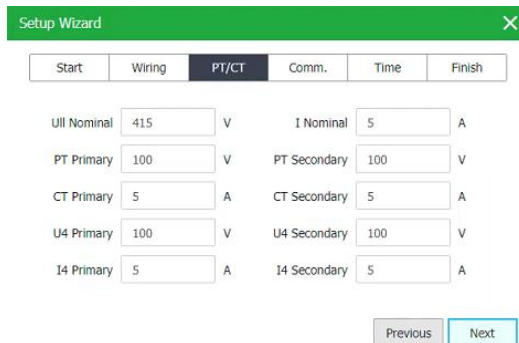 Setup Wizard
Start Wiring PT/CT Comm. Time Finish
Ull Nominal 415 V I Nominal 5 A
PT Primary 100 V PT Secondary 100 V
CT Primary 5 A CT Secondary 5 A
U4 Primary 100 V U4 Secondary 100 V
I4 Primary 5 A I4 Secondary 5 A
Previous Next